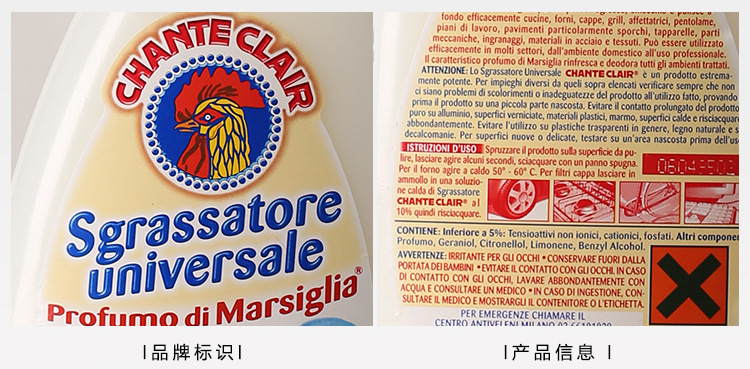 CHANTE CLAIR
Sgrassatore
universale
Profumo di Marsiglia®
fondo efficacemente cucine, forni, cappe, grill, affettatrici, pentolame,
piani di lavoro, pavimenti particolarmente sporchi, tapparelle, parti
meccaniche, ingranaggi, materiali in acciaio e tessuti. Può essere utilizzato
efficacemente in molti settori, dall'ambiente domestico all'uso professionale.
Il caratteristico profumo di Marsiglia rinfresca e deodora tutti gli ambienti trattati.
ATTENZIONE: Lo Sgrassatore Universale CHANTE CLAIR® è un prodotto estrema-
mente potente. Per impieghi diversi da quelli sopra elencati verificare sempre che non
ci siano problemi di scolorimenti o inadeguatezze del prodotto all'utilizzo fatto, provando
prima il prodotto su una piccola parte nascosta. Evitare il contatto prolungato del prodotto
puro su alluminio, superfici verniciate, materiali plastici, marmo, superfici calde e risciacquare
abbondantemente. Evitare l'utilizzo su plastiche trasparenti in genere, legno naturale e s
decalcomanie. Per superfici nuove o delicate, testare su un'area nascosta prima dell'us
ISTRUZIONI D'USO Spruzzare il prodotto sulla superficie da pu-
lire, lasciare agire alcuni secondi, sciacquare con un panno spugna.
Per il forno agire a caldo 50° - 60° C. Per filtri cappa lasciare in
ammollo in una soluzio-
ne calda di Sgrassatore
CHANTE CLAIR® al
10% quindi risciacquare.
CONTIENE: Inferiore a 5%: Tensioattivi non ionici, cationici, fosfati. Altri componen
Profumo, Geraniol, Citronellol, Limonene, Benzyl Alcohol.
AVVERTENZE: IRRITANTE PER GLI OCCHI • CONSERVARE FUORI DALLA
PORTATA DEI BAMBINI • EVITARE IL CONTATTO CON GLI OCCHI. IN CASO
DI CONTATTO CON GLI OCCHI, LAVARE ABBONDANTEMENTE CON
ACQUA E CONSULTARE UN MEDICO • IN CASO DI INGESTIONE, CON-
SULTARE IL MEDICO E MOSTRARGLI IL CONTENITORE O L'ETICHETTA.
PER EMERGENZE CHIAMARE IL
CENTRO ANTIVELENI MILANO
品牌标识
产品信息